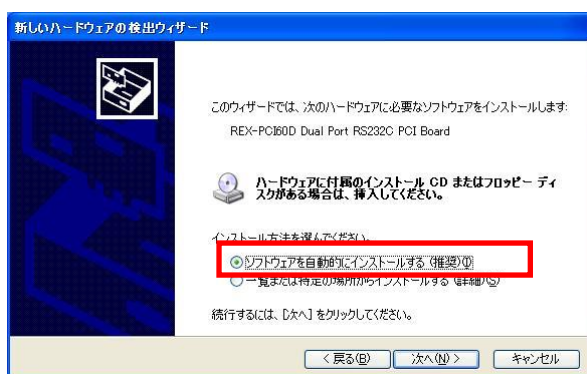 新しいハードウェアの検出ウィザード
このウィザードでは、次のハードウェアに必要なソフトウェアをインストールします:
REX-PCI60D Dual Port RS232C PCI Board
ハードウェアに付属のインストール CD またはフロッピー ディ
スクがある場合は、挿入してください。
インストール方法を選んでください。
ソフトウェアを自動的にインストールする (推奨)(I)
一覧または特定の場所からインストールする (詳細)(S)
続行するには、[次へ] をクリックしてください。
< 戻る(B)
次へ(N) >
キャンセル